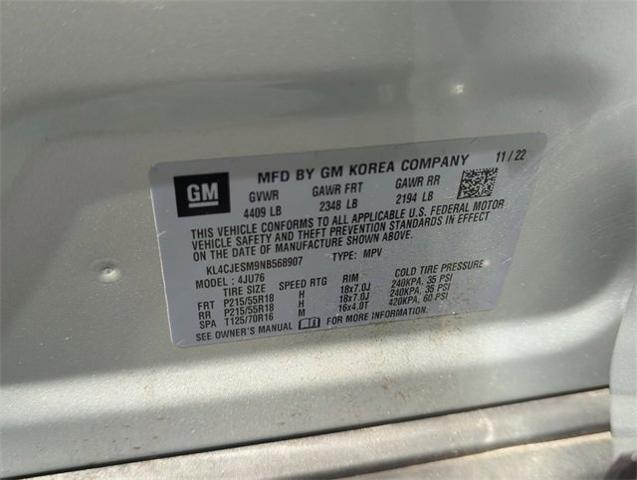 GM
MFD BY GM KOREA COMPANY 11/22
GVWR GAWR FRT GAWR RR
4409 LB 2348 LB 2194 LB
THIS VEHICLE CONFORMS TO ALL APPLICABLE U.S. FEDERAL MOTOR
VEHICLE SAFETY AND THEFT PREVENTION STANDARDS IN EFFECT
ON THE DATE OF MANUFACTURE SHOWN ABOVE.
KL4CJESM9NB568907 TYPE: MPV
MODEL: 4JU76
TIRE SIZE SPEED RTG RIM COLD TIRE PRESSURE
FRT P215/55R18 H 18x7.0J 240KPA, 35 PSI
RR P215/55R18 H 18x7.0J 240KPA, 35 PSI
SPA T125/70R16 M 16x4.0T 420KPA, 60 PSI
SEE OWNER'S MANUAL